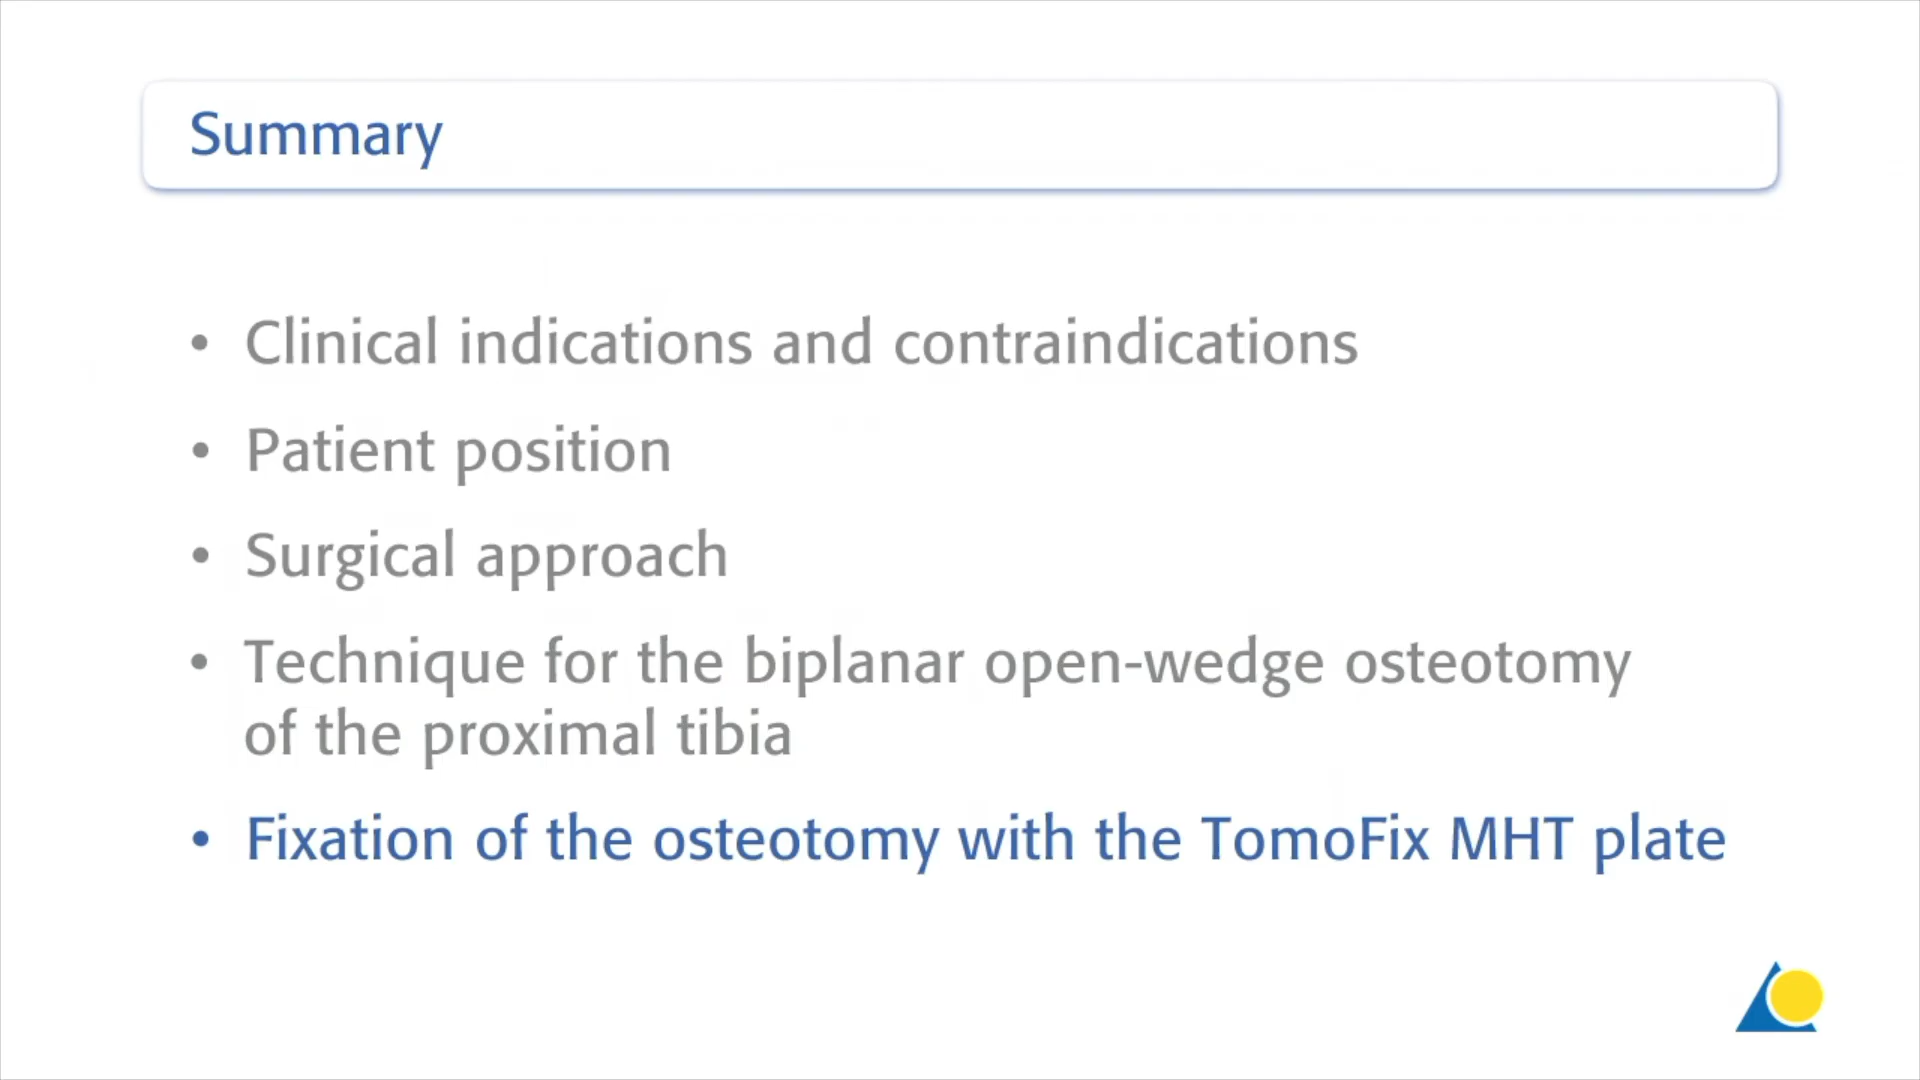 Summary
• Clinical indications and contraindications
• Patient position
• Surgical approach
• Technique for the biplanar open-wedge osteotomy
of the proximal tibia
• Fixation of the osteotomy with the TomoFix MHT plate